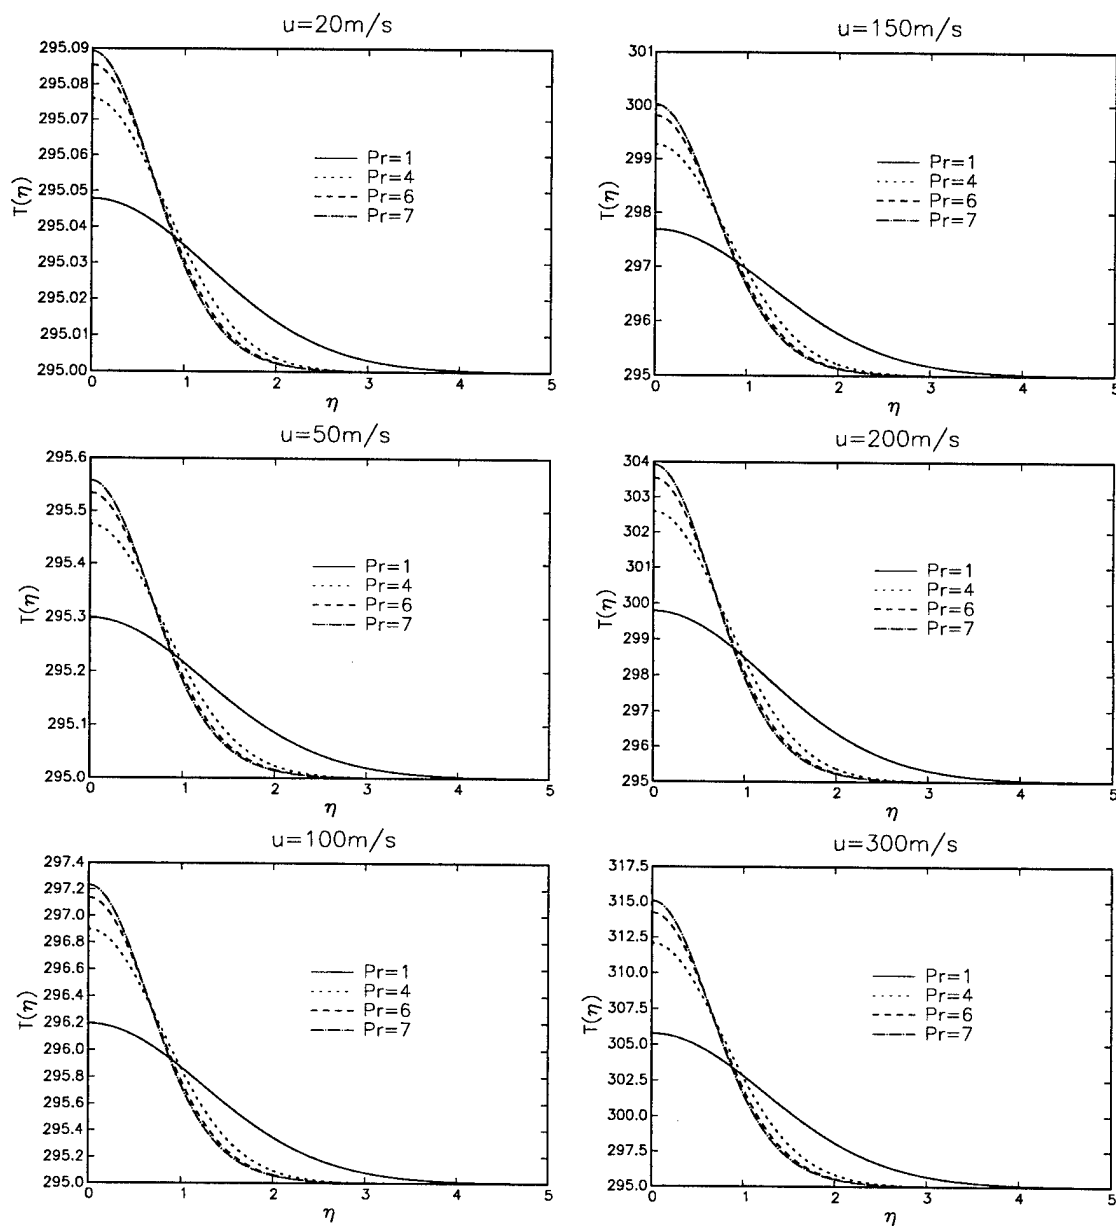 u=20m/s
295.09
295.08
295.07
295.06
295.05
295.04
295.03
295.02
295.01
295.00
T(η)
Pr=1
Pr=4
Pr=6
Pr=7
0 1 2 3 4 5
η
u=150m/s
301
300
299
298
297
296
295
T(η)
Pr=1
Pr=4
Pr=6
Pr=7
0 1 2 3 4 5
η
u=50m/s
295.6
295.5
295.4
295.3
295.2
295.1
295.0
T(η)
Pr=1
Pr=4
Pr=6
Pr=7
0 1 2 3 4 5
η
u=200m/s
304
303
302
301
300
299
298
297
296
295
T(η)
Pr=1
Pr=4
Pr=6
Pr=7
0 1 2 3 4 5
η
u=100m/s
297.4
297.2
297.0
296.8
296.6
296.4
296.2
296.0
295.8
295.6
295.4
295.2
295.0
T(η)
Pr=1
Pr=4
Pr=6
Pr=7
0 1 2 3 4 5
η
u=300m/s
317.5
315.0
312.5
310.0
307.5
305.0
302.5
300.0
297.5
295.0
T(η)
Pr=1
Pr=4
Pr=6
Pr=7
0 1 2 3 4 5
η